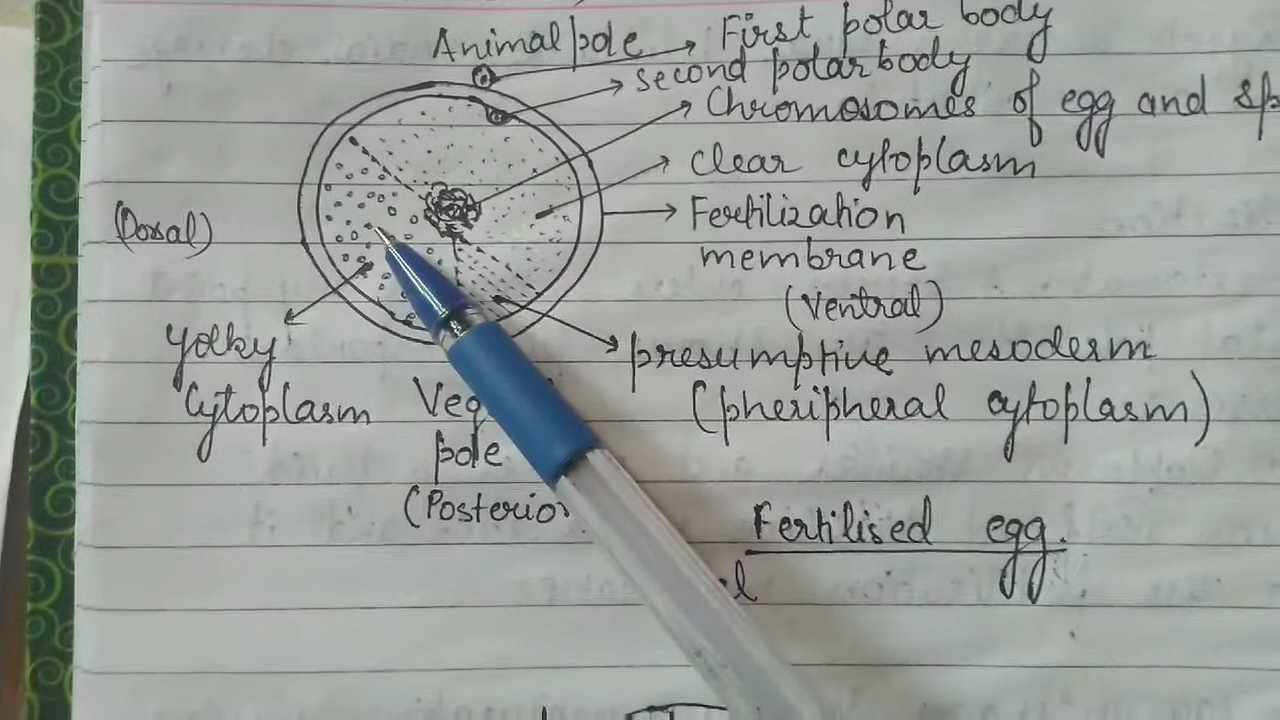 Animal pole
First polar body
second polar body
Chromosomes of egg and
clear cytoplasm
(Dorsal)
Fertilization
membrane
(Ventral)
yolky
cytoplasm
presumptive mesoderm
(pheripheral cytoplasm)
pole
(Posterior
Fertilised egg.